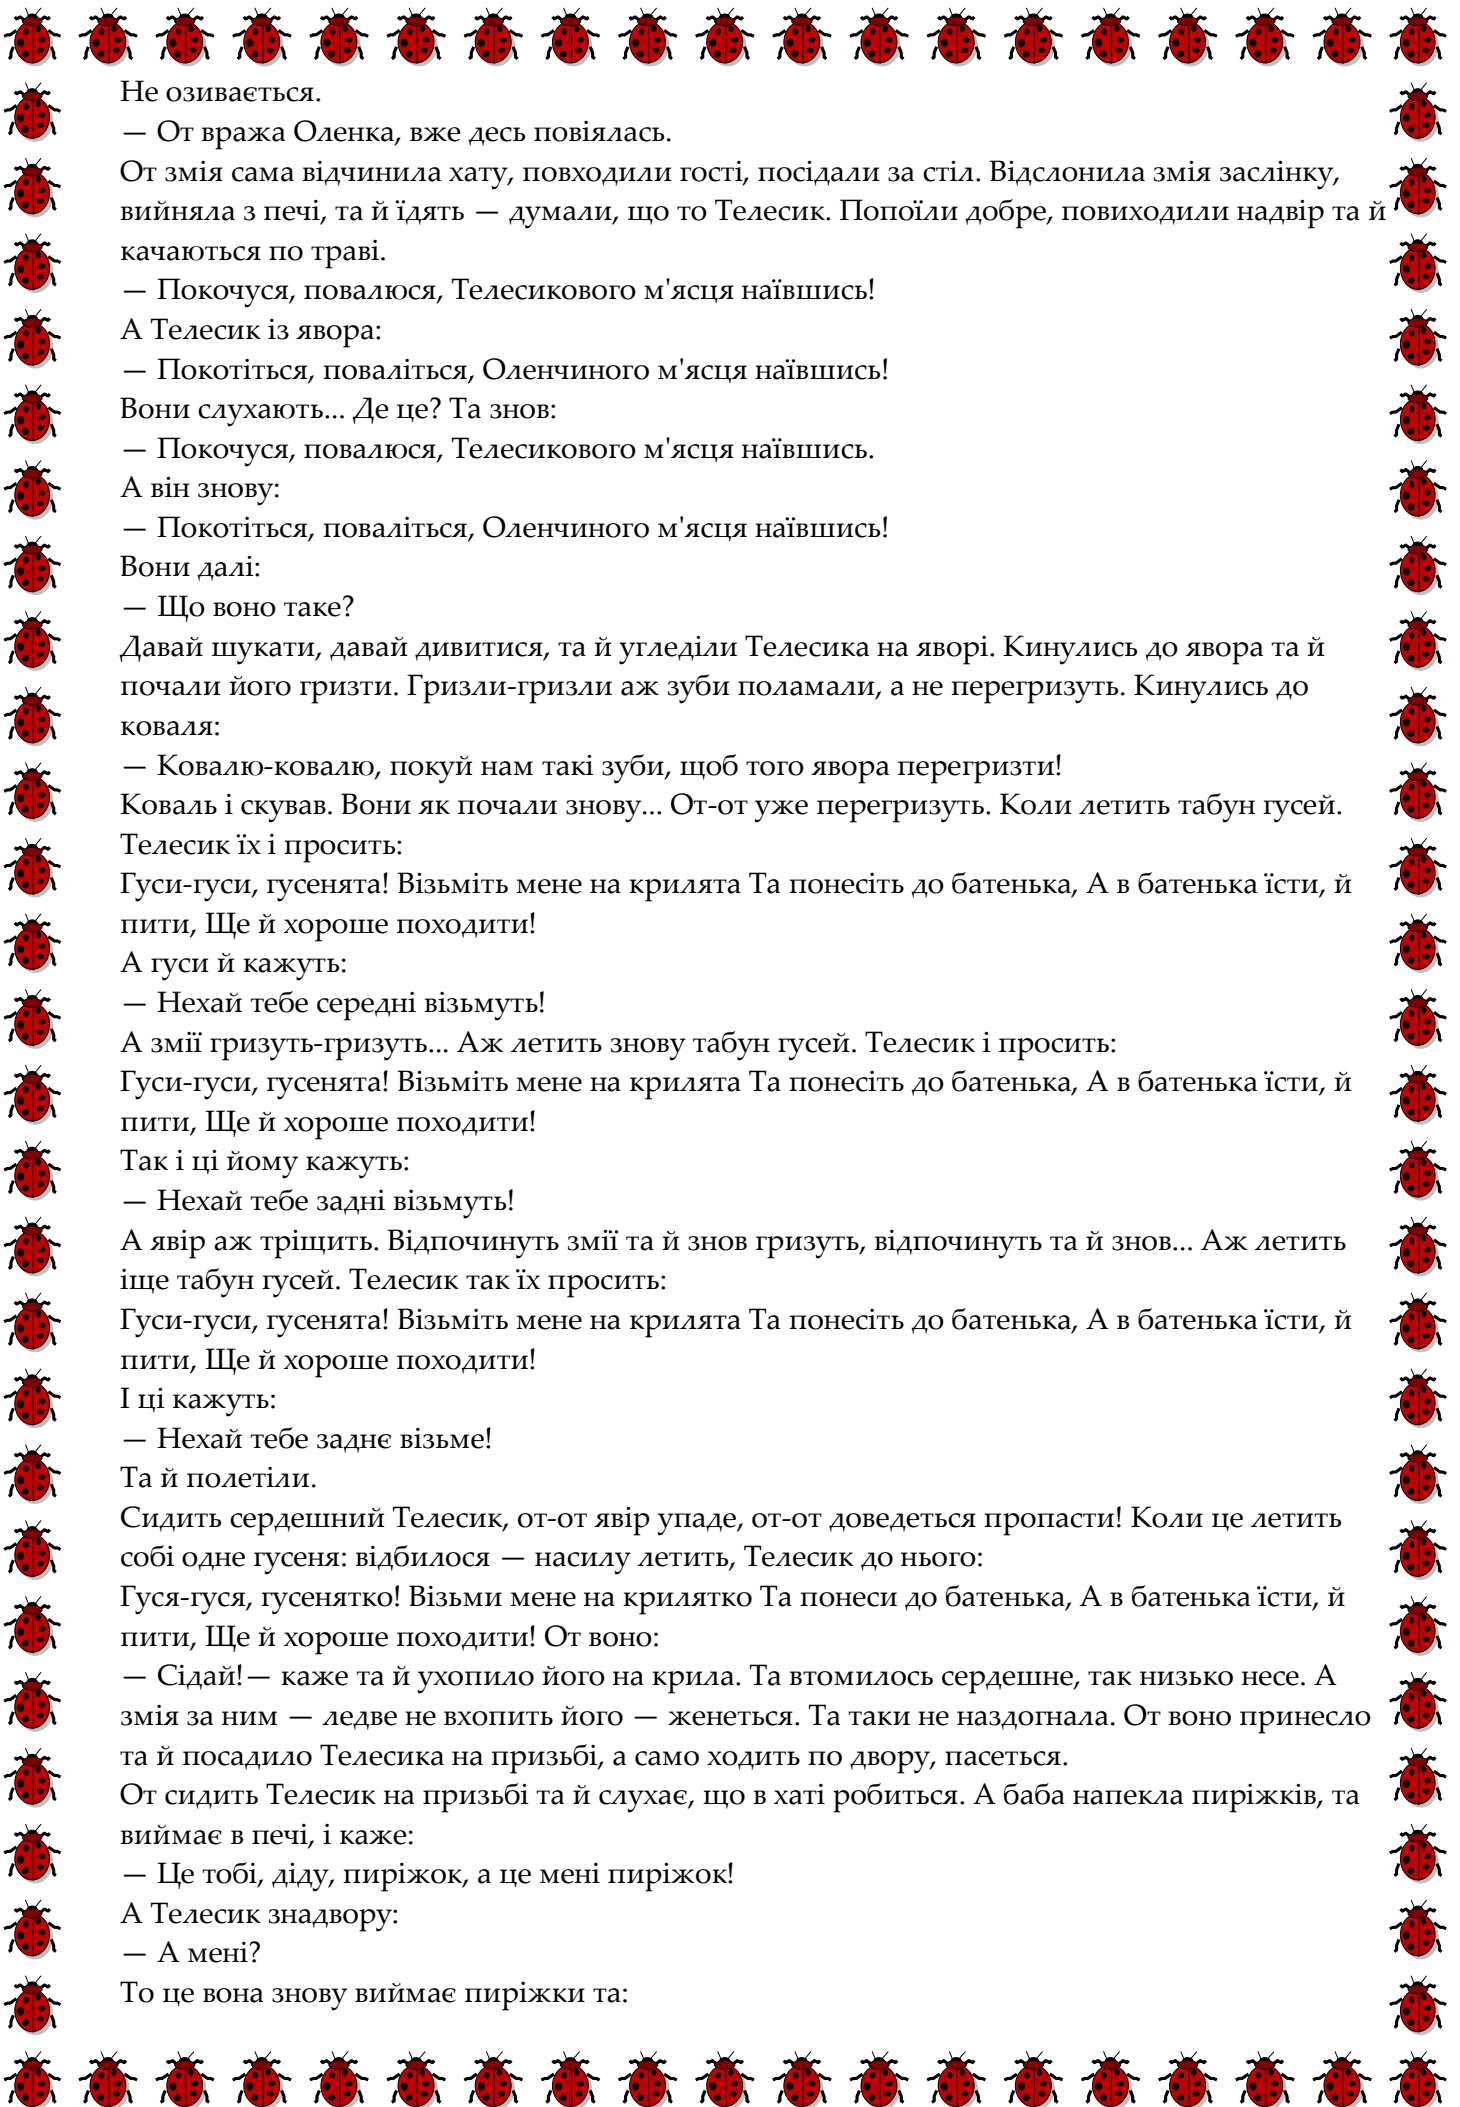 Не озивається.
— От вража Оленка, вже десь повіялась.
От змія сама відчинила хату, повходили гості, посідали за стіл. Відслонила змія заслінку,
вийняла з печі, та й їдять — думали, що то Телесик. Попоїли добре, повиходили надвір та й
качаються по траві.
— Покочуся, повалюся, Телесикового м'ясця наївшись!
А Телесик із явора:
— Покотіться, поваліться, Оленчиного м'ясця наївшись!
Вони слухають... Де це? Та знов:
— Покочуся, повалюся, Телесикового м'ясця наївшись.
А він знову:
— Покотіться, поваліться, Оленчиного м'ясця наївшись!
Вони далі:
— Що воно таке?
Давай шукати, давай дивитися, та й угледіли Телесика на яворі. Кинулись до явора та й
почали його гризти. Гризли-гризли аж зуби поламали, а не перегризуть. Кинулись до
коваля:
— Ковалю-ковалю, покуй нам такі зуби, щоб того явора перегризти!
Коваль і скував. Вони як почали знову... От-от уже перегризуть. Коли летить табун гусей.
Телесик їх і просить:
Гуси-гуси, гусенята! Візьміть мене на крилята Та понесіть до батенька, А в батенька їсти, й
пити, Ще й хороше походити!
А гуси й кажуть:
— Нехай тебе середні візьмуть!
А змії гризуть-гризуть... Аж летить знову табун гусей. Телесик і просить:
Гуси-гуси, гусенята! Візьміть мене на крилята Та понесіть до батенька, А в батенька їсти, й
пити, Ще й хороше походити!
Так і ці йому кажуть:
— Нехай тебе задні візьмуть!
А явір аж тріщить. Відпочинуть змії та й знов гризуть, відпочинуть та й знов... Аж летить
іще табун гусей. Телесик так їх просить:
Гуси-гуси, гусенята! Візьміть мене на крилята Та понесіть до батенька, А в батенька їсти, й
пити, Ще й хороше походити!
І ці кажуть:
— Нехай тебе заднє візьме!
Та й полетіли.
Сидить сердешний Телесик, от-от явір упаде, от-от доведеться пропасти! Коли це летить
собі одне гусеня: відбилося — насилу летить, Телесик до нього:
Гуся-гуся, гусенятко! Візьми мене на крилятко Та понеси до батенька, А в батенька їсти, й
пити, Ще й хороше походити! От воно:
— Сідай!— каже та й ухопило його на крила. Та втомилось сердешне, так низько несе. А
змія за ним — ледве не вхопить його — женеться. Та таки не наздогнала. От воно принесло
та й посадило Телесика на призьбі, а само ходить по двору, пасеться.
От сидить Телесик на призьбі та й слухає, що в хаті робиться. А баба напекла пиріжків, та
виймає в печі, і каже:
— Це тобі, діду, пиріжок, а це мені пиріжок!
А Телесик знадвору:
— А мені?
То це вона знову виймає пиріжки та: